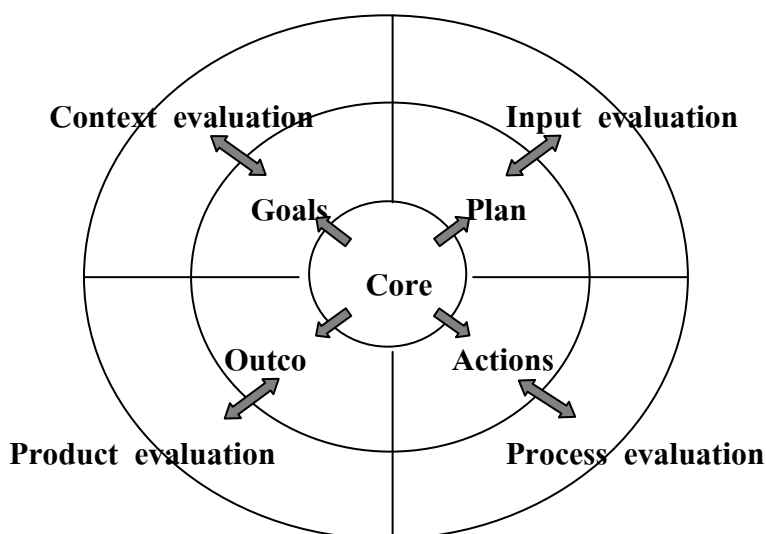 Context evaluation
Input evaluation
Goals
Plan
Core
Outco
Actions
Product evaluation
Process evaluation